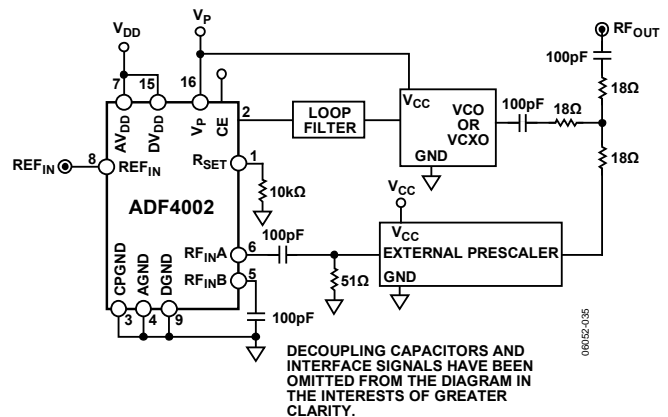 VDD
VP
RFOUT
100pF
7
15
16
AVDD
DVDD
VP
CE
2
LOOP
FILTER
VCC
VCO
OR
VCXO
GND
100pF
18Ω
18Ω
18Ω
REFIN
8
REFIN
RSET
1
10kΩ
ADF4002
VCC
VCC
EXTERNAL PRESCALER
GND
100pF
RFINA
6
51Ω
RFINB
5
100pF
CPGND
AGND
DGND
3
4
9
DECOUPLING CAPACITORS AND
INTERFACE SIGNALS HAVE BEEN
OMITTED FROM THE DIAGRAM IN
THE INTERESTS OF GREATER
CLARITY.
06052-035